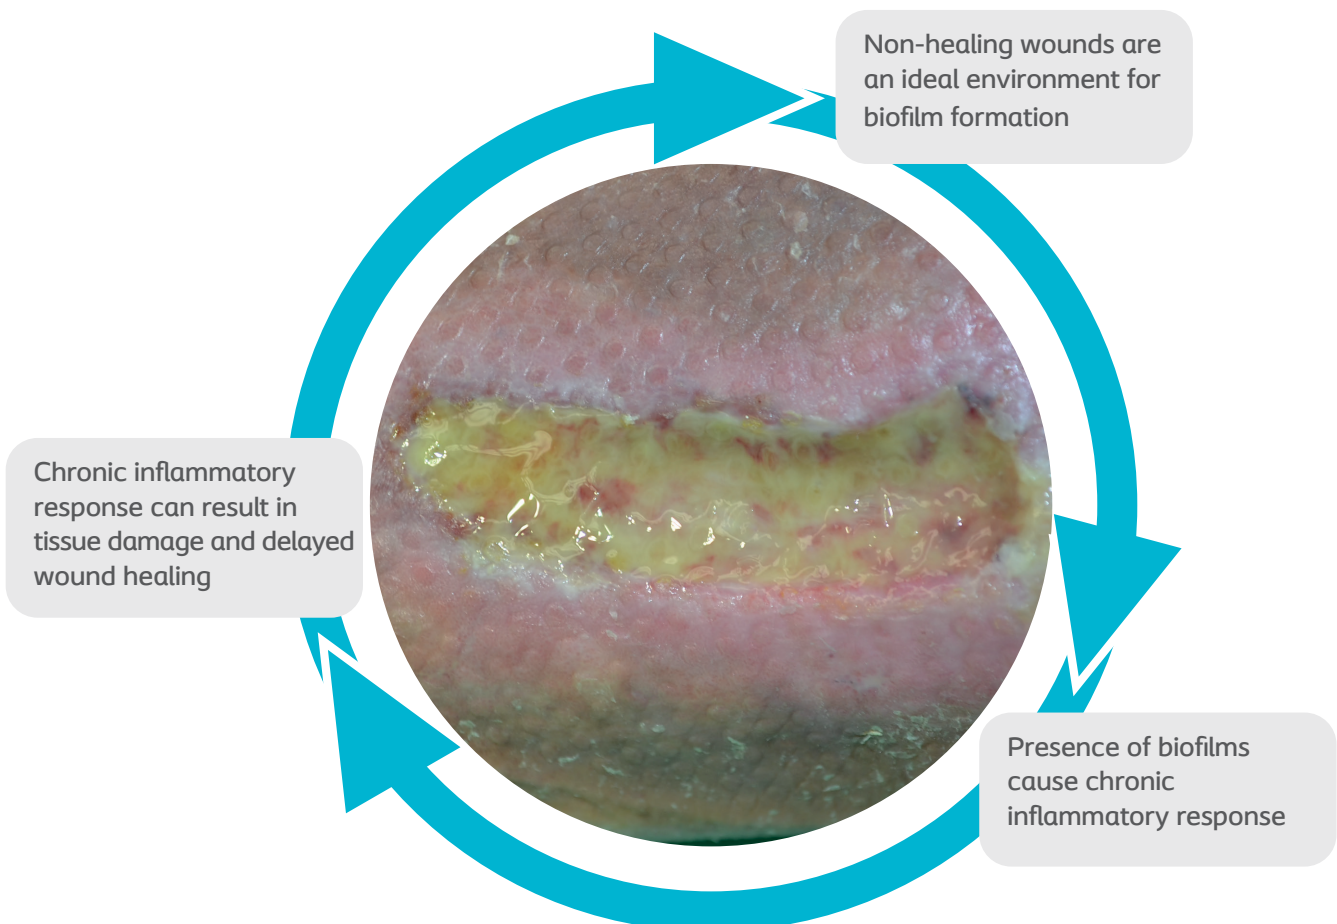 Non-healing wounds are
an ideal environment for
biofilm formation
Chronic inflammatory
response can result in
tissue damage and delayed
wound healing
Presence of biofilms
cause chronic
inflammatory response